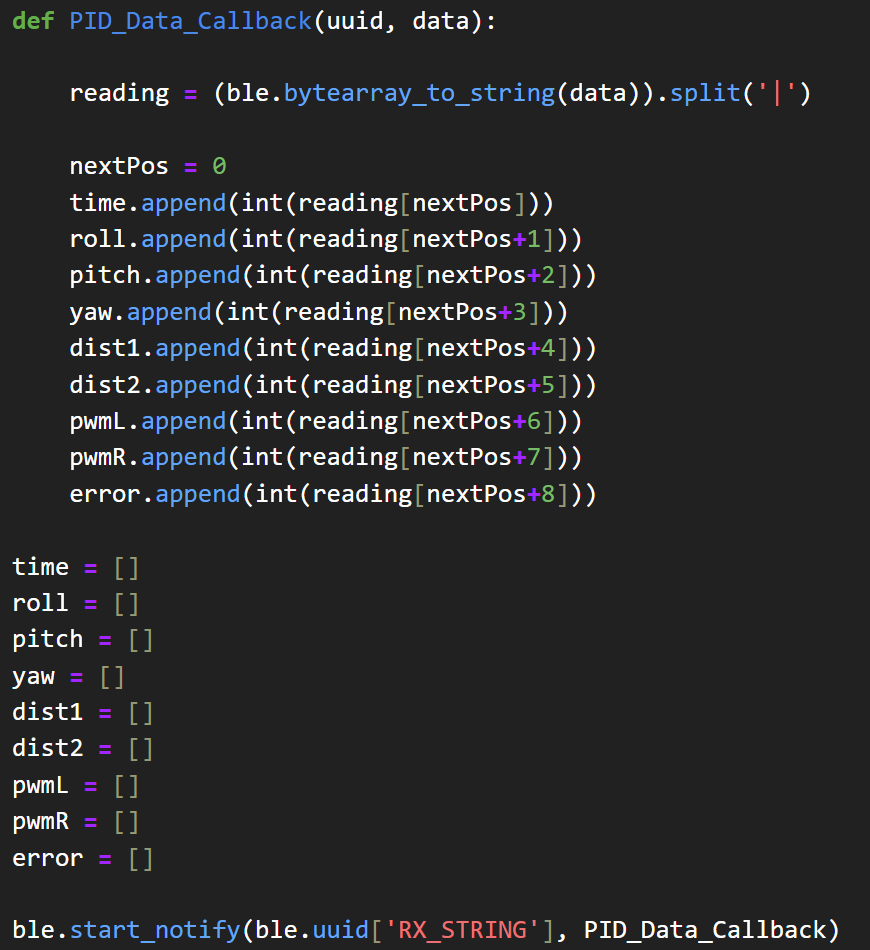 def PID_Data_Callback(uuid, data):
    reading = (ble.bytearray_to_string(data)).split('|')
    nextPos = 0
    time.append(int(reading[nextPos]))
    roll.append(int(reading[nextPos+1]))
    pitch.append(int(reading[nextPos+2]))
    yaw.append(int(reading[nextPos+3]))
    dist1.append(int(reading[nextPos+4]))
    dist2.append(int(reading[nextPos+5]))
    pwmL.append(int(reading[nextPos+6]))
    pwmR.append(int(reading[nextPos+7]))
    error.append(int(reading[nextPos+8]))
time = []
roll = []
pitch = []
yaw = []
dist1 = []
dist2 = []
pwmL = []
pwmR = []
error = []
ble.start_notify(ble.uuid['RX_STRING'], PID_Data_Callback)